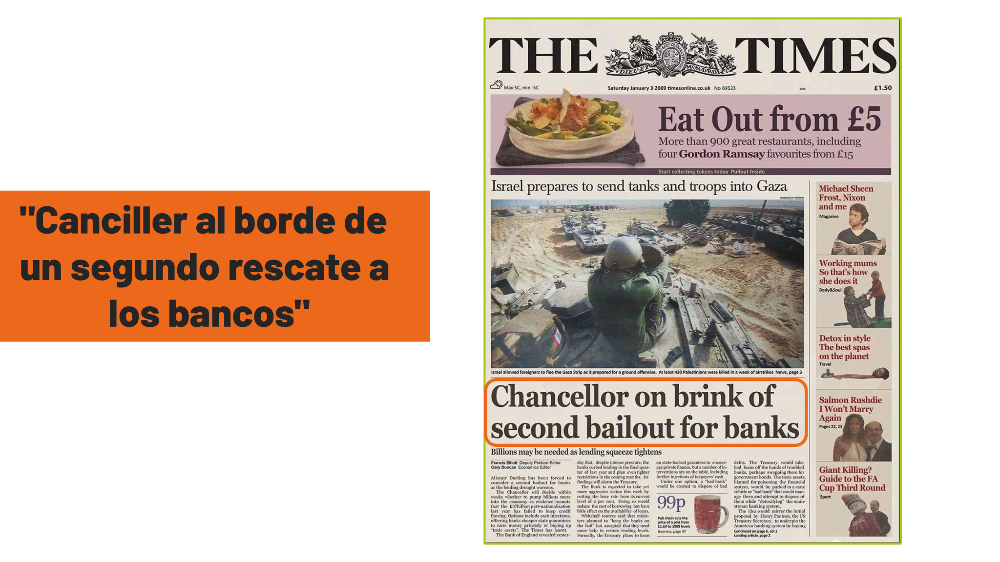 "Canciller al borde de
un segundo rescate a
los bancos"
THE TIMES
DIEU·ET MON·DROIT
Max 5C, min -5C
Saturday January 3 2009 timesonline.co.uk No 69523
£1.50
Eat Out from £5
More than 900 great restaurants, including
four Gordon Ramsay favourites from £15
Start collecting tokens today Pullout Inside
Israel prepares to send tanks and troops into Gaza
Israel allowed foreigners to flee the Gaza Strip as it prepared for a ground offensive. At least 430 Palestinians were killed in a week of airstrikes News, page 3
Chancellor on brink of
second bailout for banks
Billions may be needed as lending squeeze tightens
Francis Elliott Deputy Political Editor
Gary Duncan Economics Editor
Alistair Darling has been forced to
consider a second bailout for banks
as the lending drought worsens.
The Chancellor will decide within
weeks whether to pump billions more
into the economy as evidence mounts
that the £37billion part-nationalisation
last year has failed to keep credit
flowing. Options include cash injections,
offiering banks cheaper state guarantees
to raise money privately or buying up
"toxic assets", The Times has learnt.
The Bank of England revealed yester-
day that, despite intense pressure, the
banks curbed lending in the final quar-
ter of last year and plan even tighter
restrictions in the coming months. Its
findings will alarm the Treasury.
The Bank is expected to take yet
more aggressive action this week by
cutting the base rate from its current
level of 2 per cent. Doing so would
reduce the cost of borrowing but have
little effect on the availability of loans.
Whitehall sources said that minis-
ters planned to "keep the banks on
the boil" but accepted that they need
more help to restore lending levels.
Formally, the Treasury plans to focus
on state-backed gurantees to encour-
age private finance, but a number of in-
terventions are on the table, including
further injections of taxpayers' cash.
Under one option, a "bad bank"
would be created to dispose of bad
99p
Pub chain cuts the
price of a pint from
£1.69 to 1989 levels
Business, page 47
debts. The Treasury would take
bad loans off the hands of troubled
banks, perhaps swapping them for
government bonds. The toxic assets,
blamed for poisoning the financial
system, would be parked in a state
vehicle or "bad bank" that would man-
age them and attempt to dispose of
them while "detoxifying" the main-
stream banking system.
The idea would mirror the initial
proposal by Henry Paulson, the US
Treasury Secretary, to underpin the
American banking system by buying
Continued on page 6, col 1
Leading article, page 2
Michael Sheen
Frost, Nixon
and me
Magazine
Working mums
So that's how
she does it
Body&Soul
Detox in style
The best spas
on the planet
Travel
Salmon Rushdie
I Won't Marry
Again
Pages 22, 23
Giant Killing?
Guide to the FA
Cup Third Round
Sport